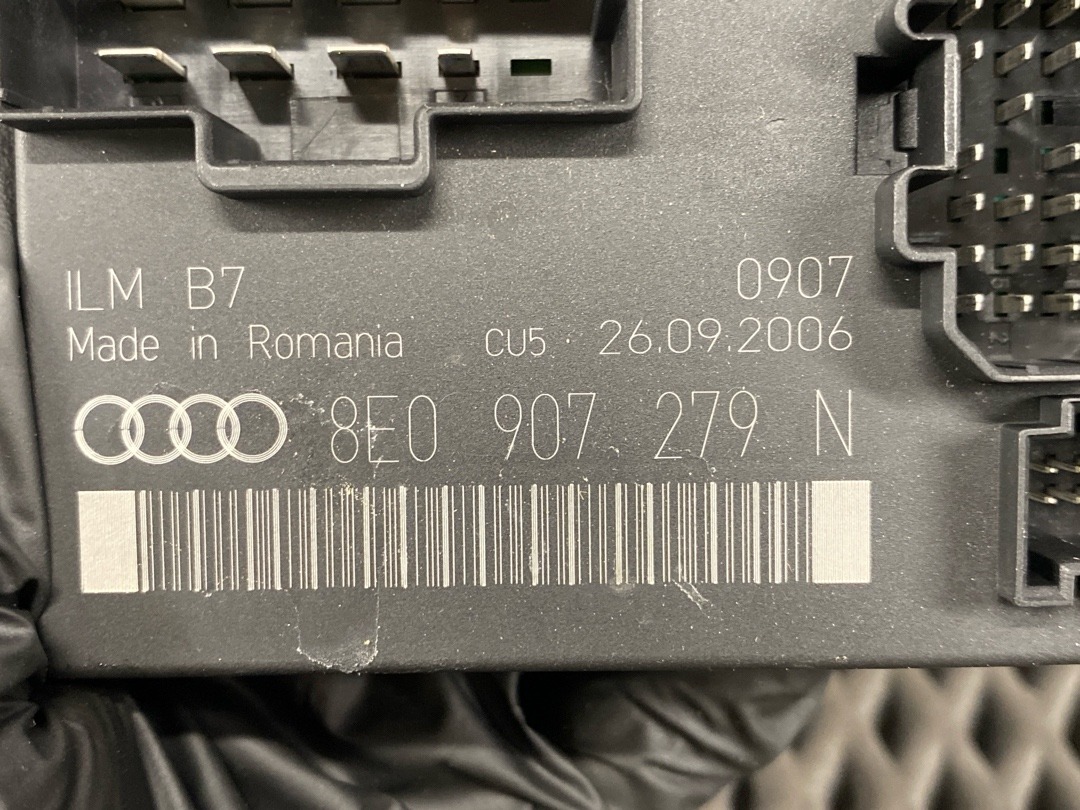 ILM B7 0907
Made in Romania CU5 · 26.09.2006
8E0 907 279 N